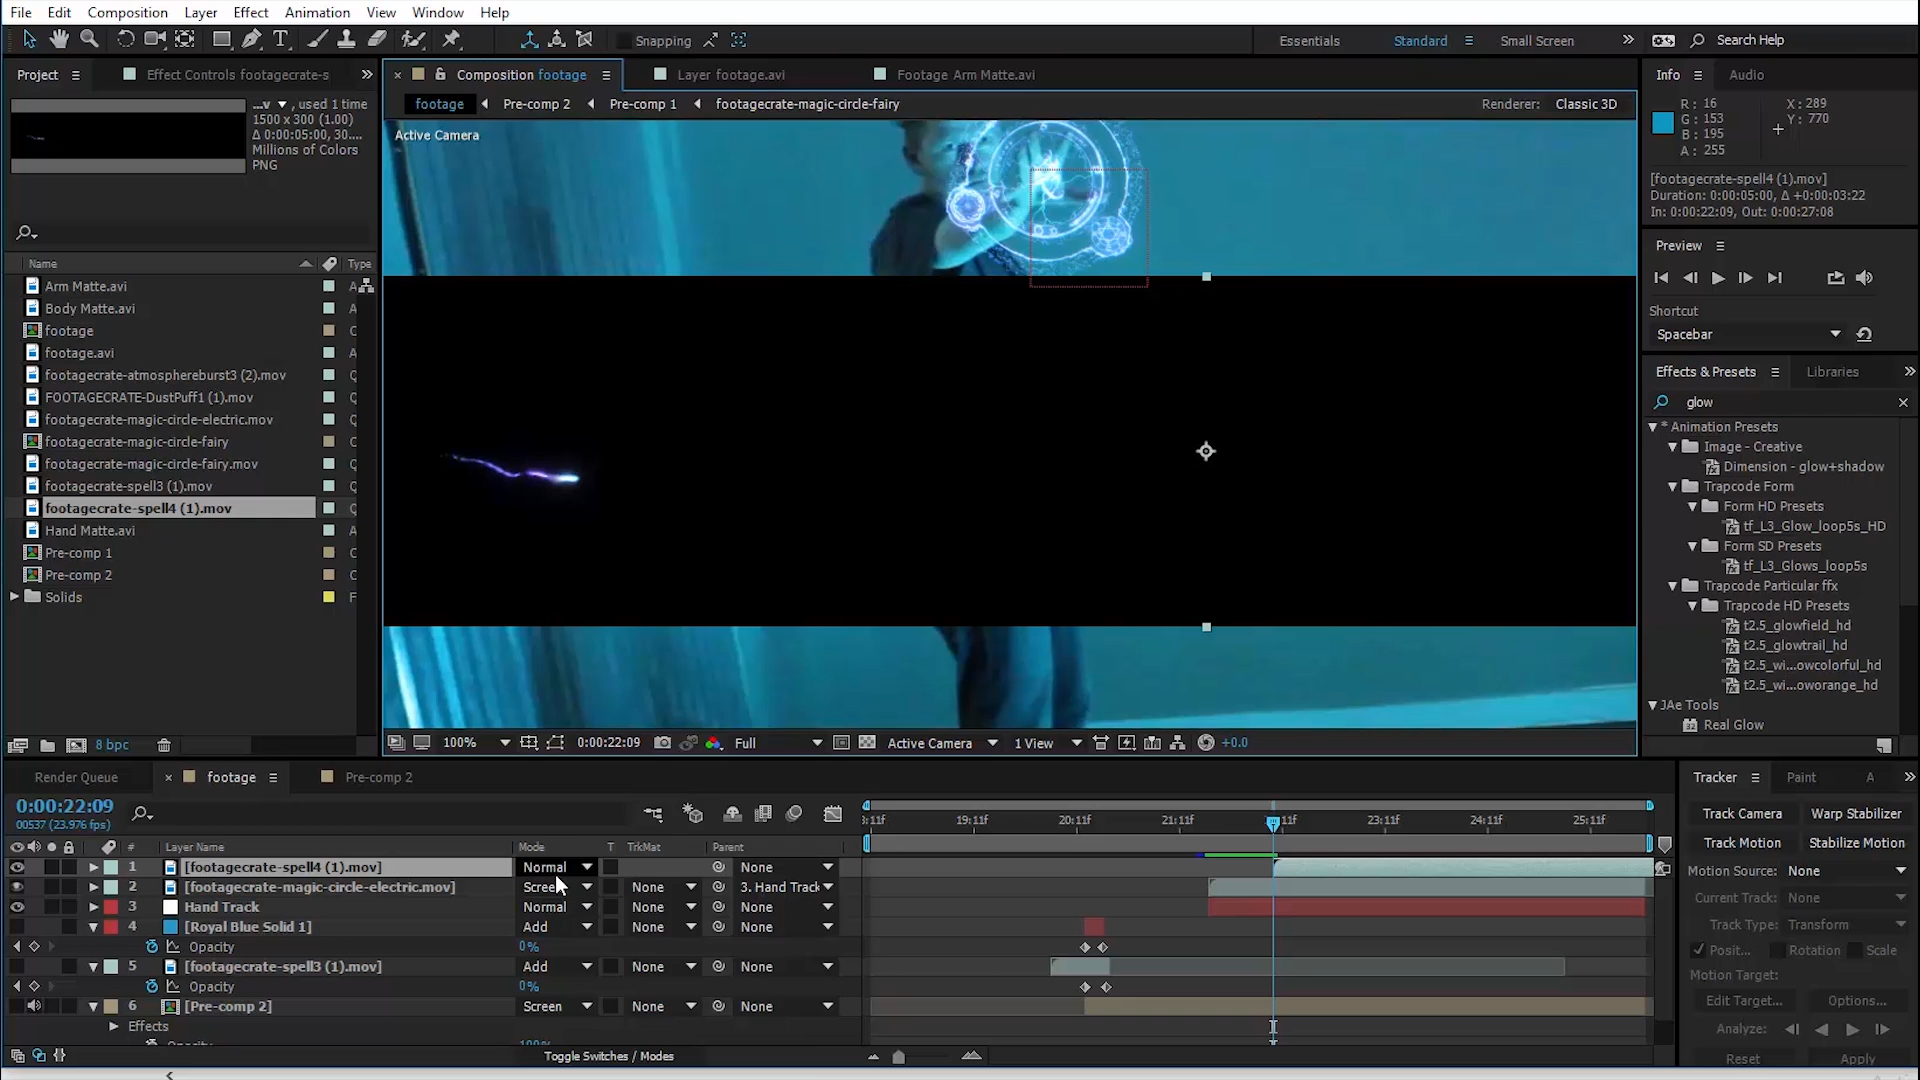 File Edit Composition Layer Effect Animation View Window Help
Snapping
Essentials Standard Small Screen Search Help
Project Effect Controls footagecrate-s
Composition footage Layer footage.avi Footage Arm Matte.avi
Info Audio
...v , used 1 time
1500 x 300 (1.00)
Δ 0:00:05:00, 30....
Millions of Colors
PNG
footage Pre-comp 2 Pre-comp 1 footagecrate-magic-circle-fairy
Renderer: Classic 3D
Active Camera
R : 16
G : 153
B : 195
A : 255
X : 289
Y : 770
[footagecrate-spell4 (1).mov]
Duration: 0:00:05:00, Δ +0:00:03:22
In: 0:00:22:09, Out: 0:00:27:08
Preview
Shortcut
Spacebar
Effects & Presets Libraries
glow
* Animation Presets
Image - Creative
Dimension - glow+shadow
Trapcode Form
Form HD Presets
tf_L3_Glow_loop5s_HD
Form SD Presets
tf_L3_Glows_loop5s
Trapcode Particular ffx
Trapcode HD Presets
t2.5_glowfield_hd
t2.5_glowtrail_hd
t2.5_wi...owcolorful_hd
t2.5_wi...oworange_hd
JAe Tools
Real Glow
Name Type
Arm Matte.avi A
Body Matte.avi A
footage C
footage.avi A
footagecrate-atmosphereburst3 (2).mov Q
FOOTAGECRATE-DustPuff1 (1).mov Q
footagecrate-magic-circle-electric.mov Q
footagecrate-magic-circle-fairy C
footagecrate-magic-circle-fairy.mov Q
footagecrate-spell3 (1).mov Q
footagecrate-spell4 (1).mov Q
Hand Matte.avi A
Pre-comp 1 C
Pre-comp 2 C
Solids F
8 bpc
100% 0:00:22:09 Full Active Camera 1 View +0.0
Render Queue footage Pre-comp 2
0:00:22:09
00537 (23.976 fps)
:11f 19:11f 20:11f 21:11f 11f 23:11f 24:11f 25:11f
# Layer Name Mode T TrkMat Parent
1 [footagecrate-spell4 (1).mov] Normal None
2 [footagecrate-magic-circle-electric.mov] Screen None 3. Hand Track
3 Hand Track Normal None None
4 [Royal Blue Solid 1] Add None None
Opacity 0%
5 [footagecrate-spell3 (1).mov] Add None None
Opacity 0%
6 [Pre-comp 2] Screen None None
Effects
Toggle Switches / Modes
Tracker Paint A
Track Camera Warp Stabilizer
Track Motion Stabilize Motion
Motion Source: None
Current Track: None
Track Type: Transform
Posit... Rotation Scale
Motion Target:
Edit Target... Options...
Analyze:
Reset Apply